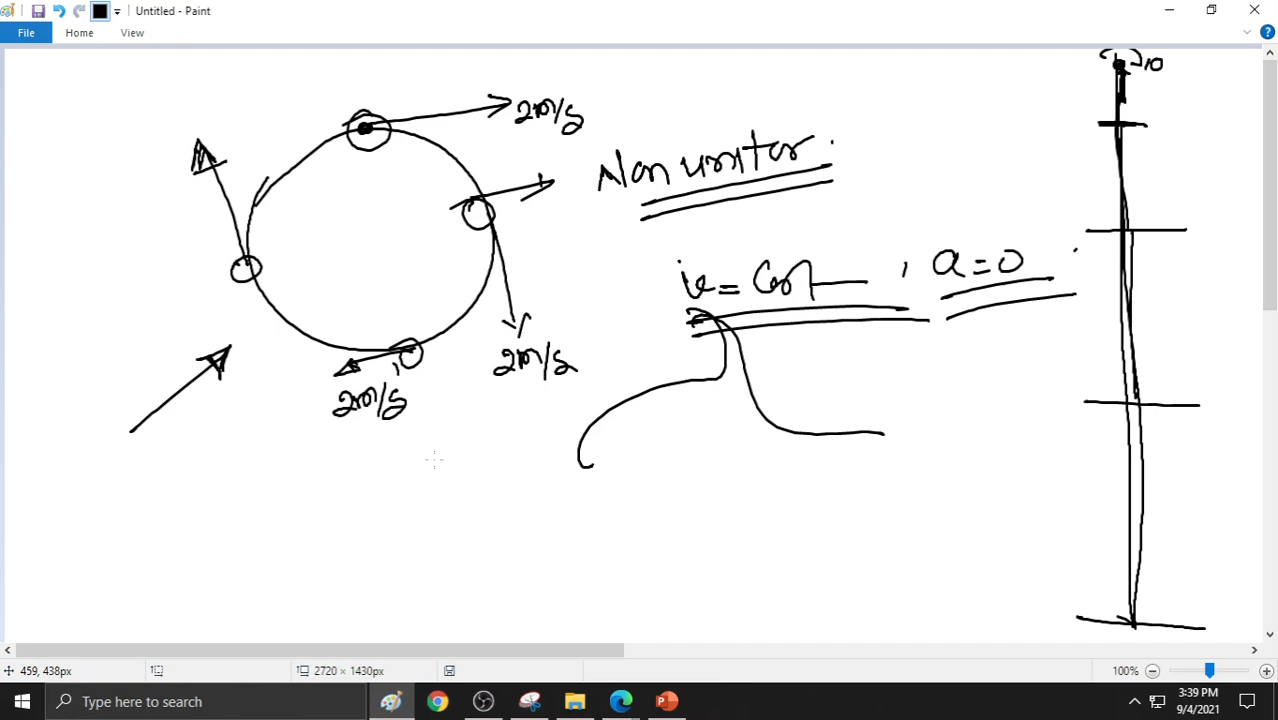 Untitled - Paint
File Home View
10
2m/s
Non uniform.
v = Const , a = 0
2m/s
2m/s
459, 438px 2720 × 1430px 100%
Type here to search
3:39 PM
9/4/2021